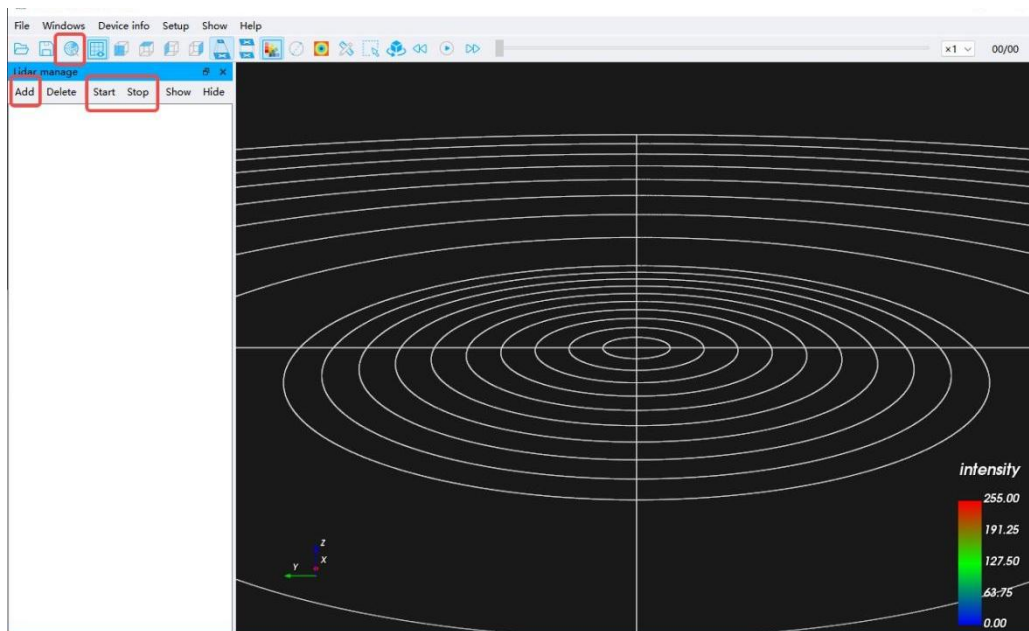 File Windows Device info Setup Show Help
×1 00/00
Lidar manage
Add Delete Start Stop Show Hide
intensity
255.00
191.25
127.50
63.75
0.00
Z
X
Y